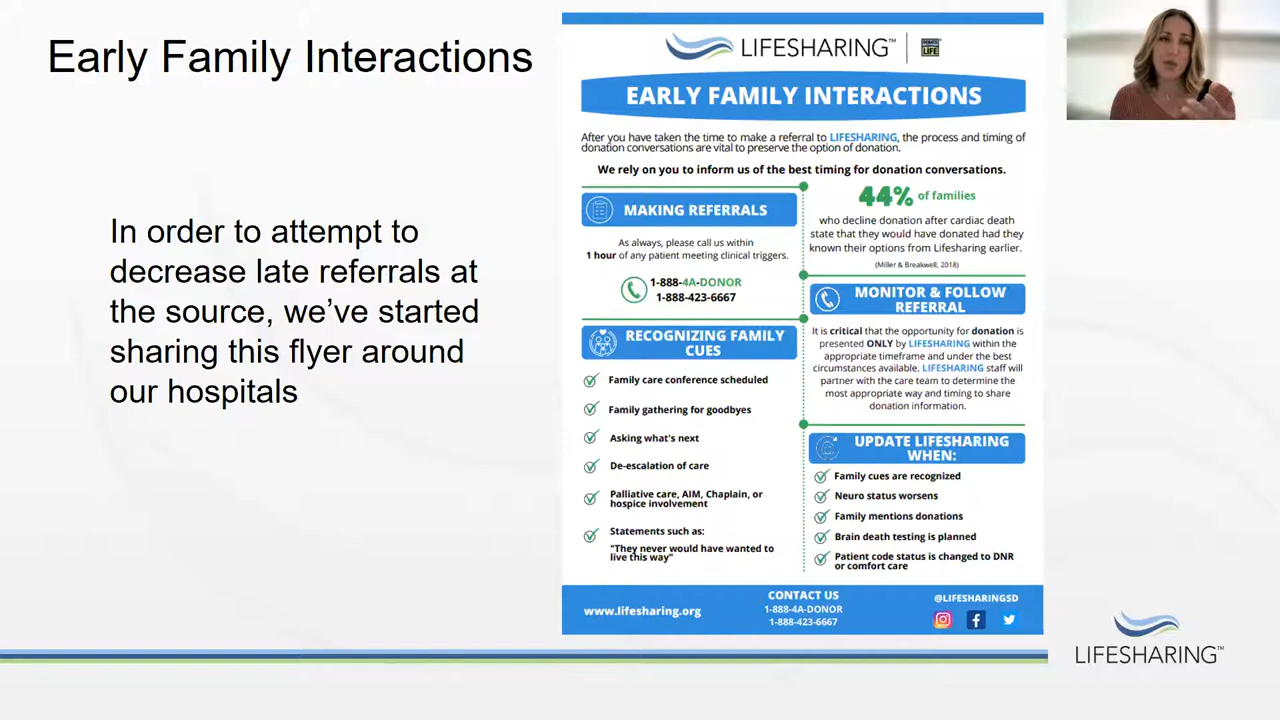 Early Family Interactions
In order to attempt to
decrease late referrals at
the source, we've started
sharing this flyer around
our hospitals
LIFESHARING™
DONATE
LIFE
EARLY FAMILY INTERACTIONS
After you have taken the time to make a referral to LIFESHARING, the process and timing of
donation conversations are vital to preserve the option of donation.
We rely on you to inform us of the best timing for donation conversations.
MAKING REFERRALS
As always, please call us within
1 hour of any patient meeting clinical triggers.
1-888-4A-DONOR
1-888-423-6667
RECOGNIZING FAMILY
CUES
Family care conference scheduled
Family gathering for goodbyes
Asking what's next
De-escalation of care
Palliative care, AIM, Chaplain, or
hospice involvement
Statements such as:
"They never would have wanted to
live this way"
44% of families
who decline donation after cardiac death
state that they would have donated had they
known their options from Lifesharing earlier.
(Miller & Breakwell, 2018)
MONITOR & FOLLOW
REFERRAL
It is critical that the opportunity for donation is
presented ONLY by LIFESHARING within the
appropriate timeframe and under the best
circumstances available. LIFESHARING staff will
partner with the care team to determine the
most appropriate way and timing to share
donation information.
UPDATE LIFESHARING
WHEN:
Family cues are recognized
Neuro status worsens
Family mentions donations
Brain death testing is planned
Patient code status is changed to DNR
or comfort care
www.lifesharing.org
CONTACT US
1-888-4A-DONOR
1-888-423-6667
@LIFESHARINGSD
LIFESHARING™